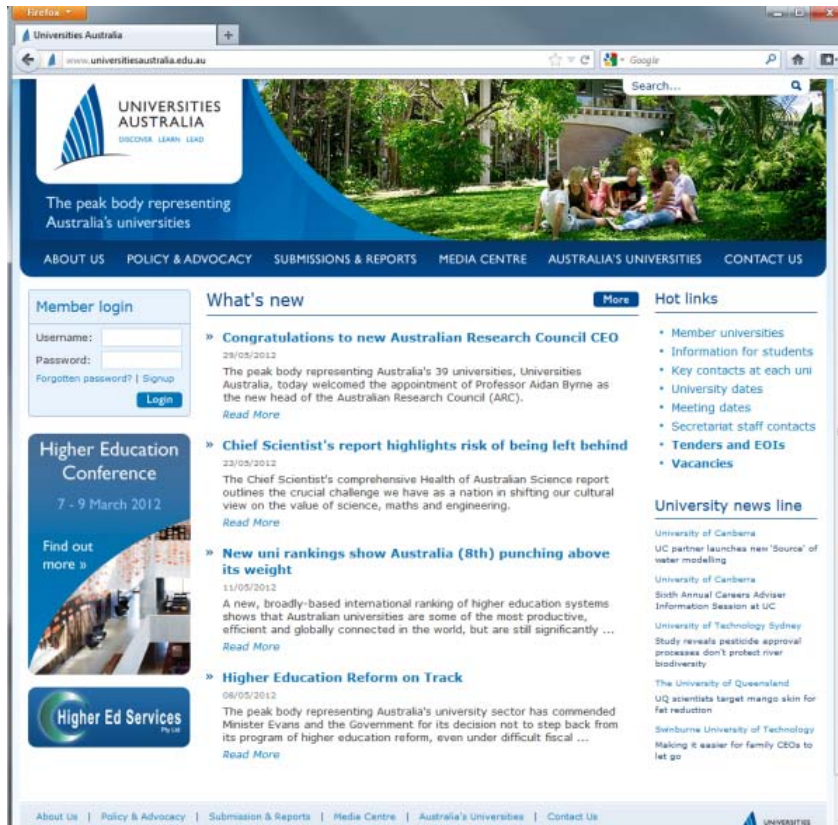 Firefox
Universities Australia
www.universitiesaustralia.edu.au
Google
Search...
UNIVERSITIES
AUSTRALIA
DISCOVER LEARN LEAD
The peak body representing
Australia's universities
ABOUT US POLICY & ADVOCACY SUBMISSIONS & REPORTS MEDIA CENTRE AUSTRALIA'S UNIVERSITIES CONTACT US
Member login
Username:
Password:
Forgotten password? | Signup
Login
Higher Education
Conference
7 - 9 March 2012
Find out
more »
Higher Ed Services
Pty Ltd
What's new
More
» Congratulations to new Australian Research Council CEO
29/05/2012
The peak body representing Australia's 39 universities, Universities
Australia, today welcomed the appointment of Professor Aidan Byrne as
the new head of the Australian Research Council (ARC).
Read More
» Chief Scientist's report highlights risk of being left behind
23/05/2012
The Chief Scientist's comprehensive Health of Australian Science report
outlines the crucial challenge we have as a nation in shifting our cultural
view on the value of science, maths and engineering.
Read More
» New uni rankings show Australia (8th) punching above
its weight
11/05/2012
A new, broadly-based international ranking of higher education systems
shows that Australian universities are some of the most productive,
efficient and globally connected in the world, but are still significantly ...
Read More
» Higher Education Reform on Track
08/05/2012
The peak body representing Australia's university sector has commended
Minister Evans and the Government for its decision not to step back from
its program of higher education reform, even under difficult fiscal ...
Read More
Hot links
• Member universities
• Information for students
• Key contacts at each uni
• University dates
• Meeting dates
• Secretariat staff contacts
• Tenders and EOIs
• Vacancies
University news line
University of Canberra
UC partner launches new 'Source' of
water modelling
University of Canberra
Sixth Annual Careers Adviser
Information Session at UC
University of Technology Sydney
Study reveals pesticide approval
processes don't protect river
biodiversity
The University of Queensland
UQ scientists target mango skin for
fat reduction
Swinburne University of Technology
Making it easier for family CEOs to
let go
About Us | Policy & Advocacy | Submission & Reports | Media Centre | Australia's Universities | Contact Us
UNIVERSITIES